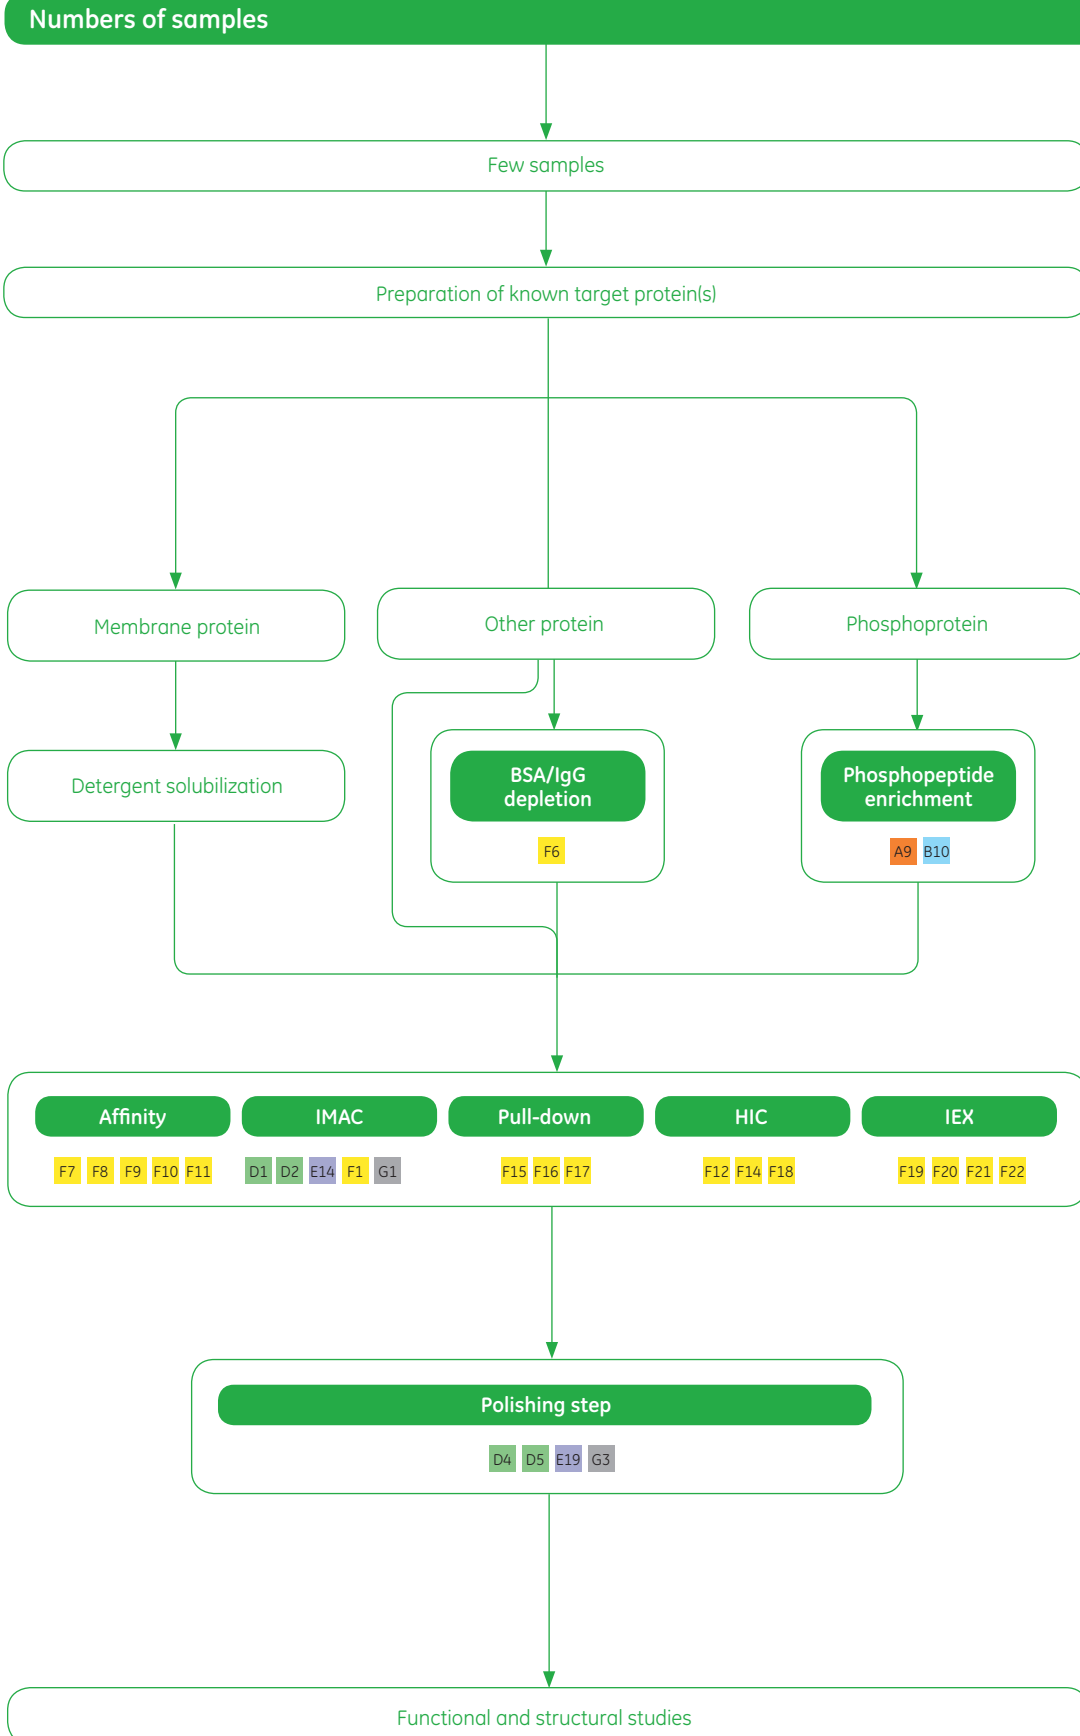 Numbers of samples
Few samples
Preparation of known target protein(s)
Membrane protein
Other protein
Phosphoprotein
Detergent solubilization
BSA/IgG
depletion
F6
Phosphopeptide
enrichment
A9 B10
Affinity
IMAC
Pull-down
HIC
IEX
F7 F8 F9 F10 F11
D1 D2 E14 F1 G1
F15 F16 F17
F12 F14 F18
F19 F20 F21 F22
Polishing step
D4 D5 E19 G3
Functional and structural studies